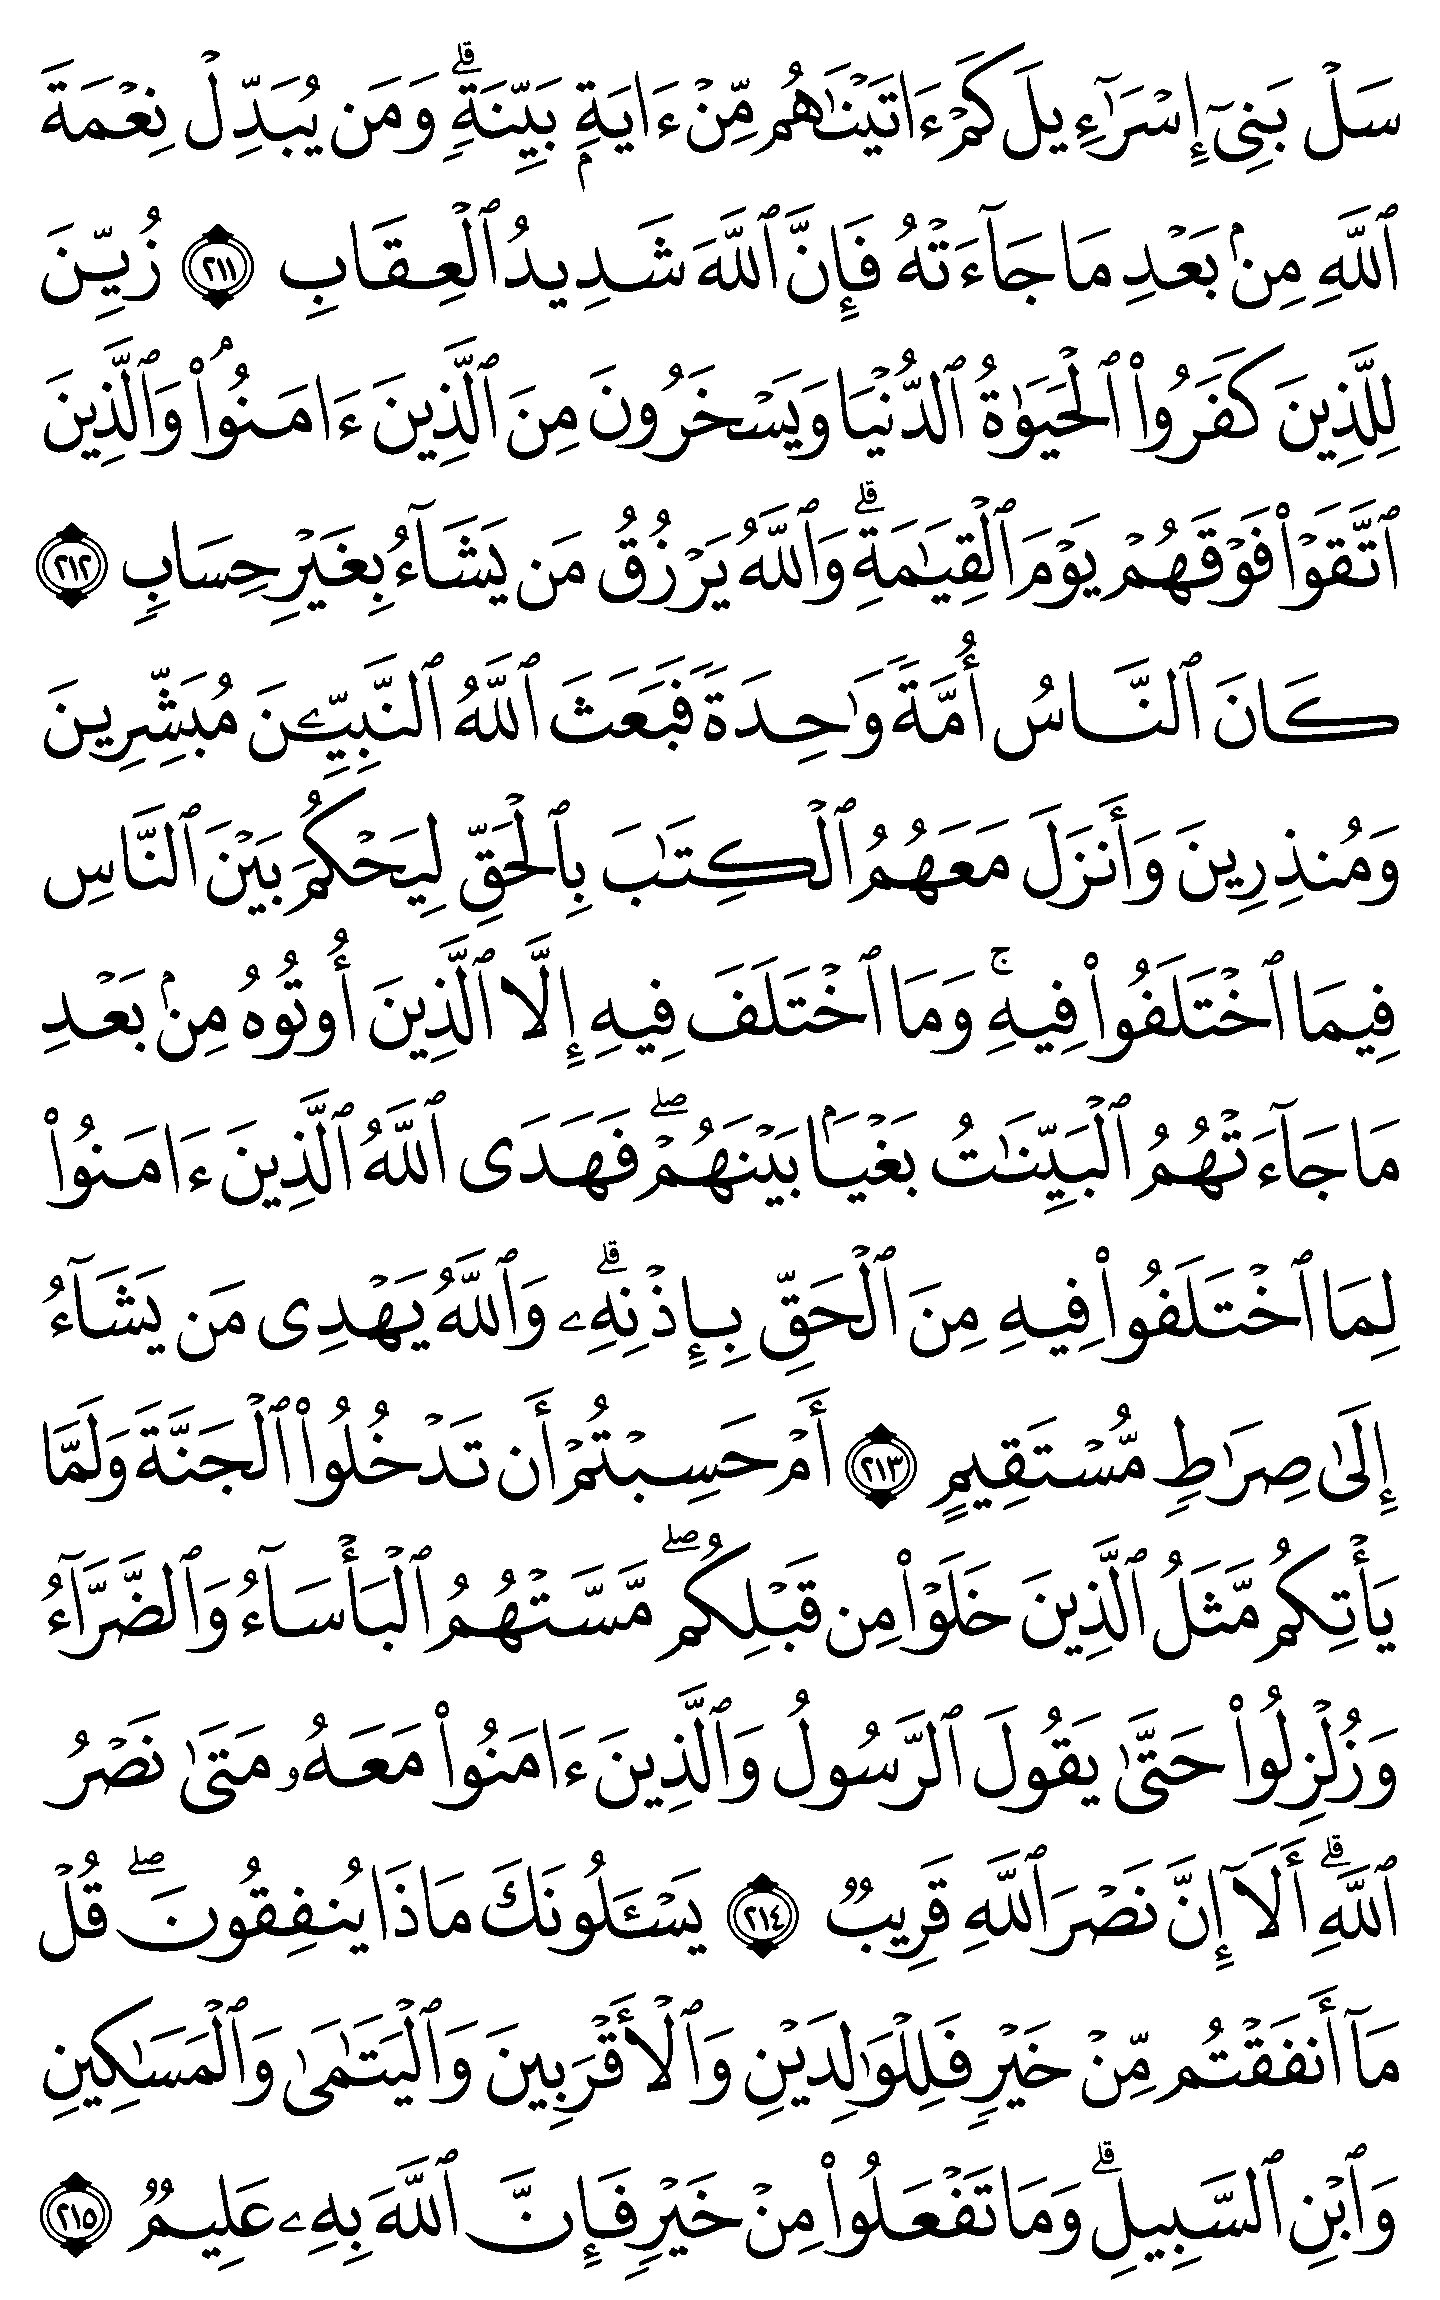 سَلْ بَنِىٓ إِسْرَٰٓءِيلَ كَمْ ءَاتَيْنَٰهُم مِّنْ ءَايَةٍۭ بَيِّنَةٍ ۗ وَمَن يُبَدِّلْ نِعْمَةَ
ٱللَّهِ مِنۢ بَعْدِ مَا جَآءَتْهُ فَإِنَّ ٱللَّهَ شَدِيدُ ٱلْعِقَابِ ٢١١ زُيِّنَ
لِلَّذِينَ كَفَرُوا۟ ٱلْحَيَوٰةُ ٱلدُّنْيَا وَيَسْخَرُونَ مِنَ ٱلَّذِينَ ءَامَنُوا۟ ۘ وَٱلَّذِينَ
ٱتَّقَوْا۟ فَوْقَهُمْ يَوْمَ ٱلْقِيَٰمَةِ ۗ وَٱللَّهُ يَرْزُقُ مَن يَشَآءُ بِغَيْرِ حِسَابٍ ٢١٢
كَانَ ٱلنَّاسُ أُمَّةً وَٰحِدَةً فَبَعَثَ ٱللَّهُ ٱلنَّبِيِّـۧنَ مُبَشِّرِينَ
وَمُنذِرِينَ وَأَنزَلَ مَعَهُمُ ٱلْكِتَٰبَ بِٱلْحَقِّ لِيَحْكُمَ بَيْنَ ٱلنَّاسِ
فِيمَا ٱخْتَلَفُوا۟ فِيهِ ۚ وَمَا ٱخْتَلَفَ فِيهِ إِلَّا ٱلَّذِينَ أُوتُوهُ مِنۢ بَعْدِ
مَا جَآءَتْهُمُ ٱلْبَيِّنَٰتُ بَغْيًۢا بَيْنَهُمْ ۖ فَهَدَى ٱللَّهُ ٱلَّذِينَ ءَامَنُوا۟
لِمَا ٱخْتَلَفُوا۟ فِيهِ مِنَ ٱلْحَقِّ بِإِذْنِهِۦ ۗ وَٱللَّهُ يَهْدِى مَن يَشَآءُ
إِلَىٰ صِرَٰطٍ مُّسْتَقِيمٍ ٢١٣ أَمْ حَسِبْتُمْ أَن تَدْخُلُوا۟ ٱلْجَنَّةَ وَلَمَّا
يَأْتِكُم مَّثَلُ ٱلَّذِينَ خَلَوْا۟ مِن قَبْلِكُم ۖ مَّسَّتْهُمُ ٱلْبَأْسَآءُ وَٱلضَّرَّآءُ
وَزُلْزِلُوا۟ حَتَّىٰ يَقُولَ ٱلرَّسُولُ وَٱلَّذِينَ ءَامَنُوا۟ مَعَهُۥ مَتَىٰ نَصْرُ
ٱللَّهِ ۗ أَلَآ إِنَّ نَصْرَ ٱللَّهِ قَرِيبٌ ٢١٤ يَسْـَٔلُونَكَ مَاذَا يُنفِقُونَ ۖ قُلْ
مَآ أَنفَقْتُم مِّنْ خَيْرٍ فَلِلْوَٰلِدَيْنِ وَٱلْأَقْرَبِينَ وَٱلْيَتَٰمَىٰ وَٱلْمَسَٰكِينِ
وَٱبْنِ ٱلسَّبِيلِ ۗ وَمَا تَفْعَلُوا۟ مِنْ خَيْرٍ فَإِنَّ ٱللَّهَ بِهِۦ عَلِيمٌ ٢١٥